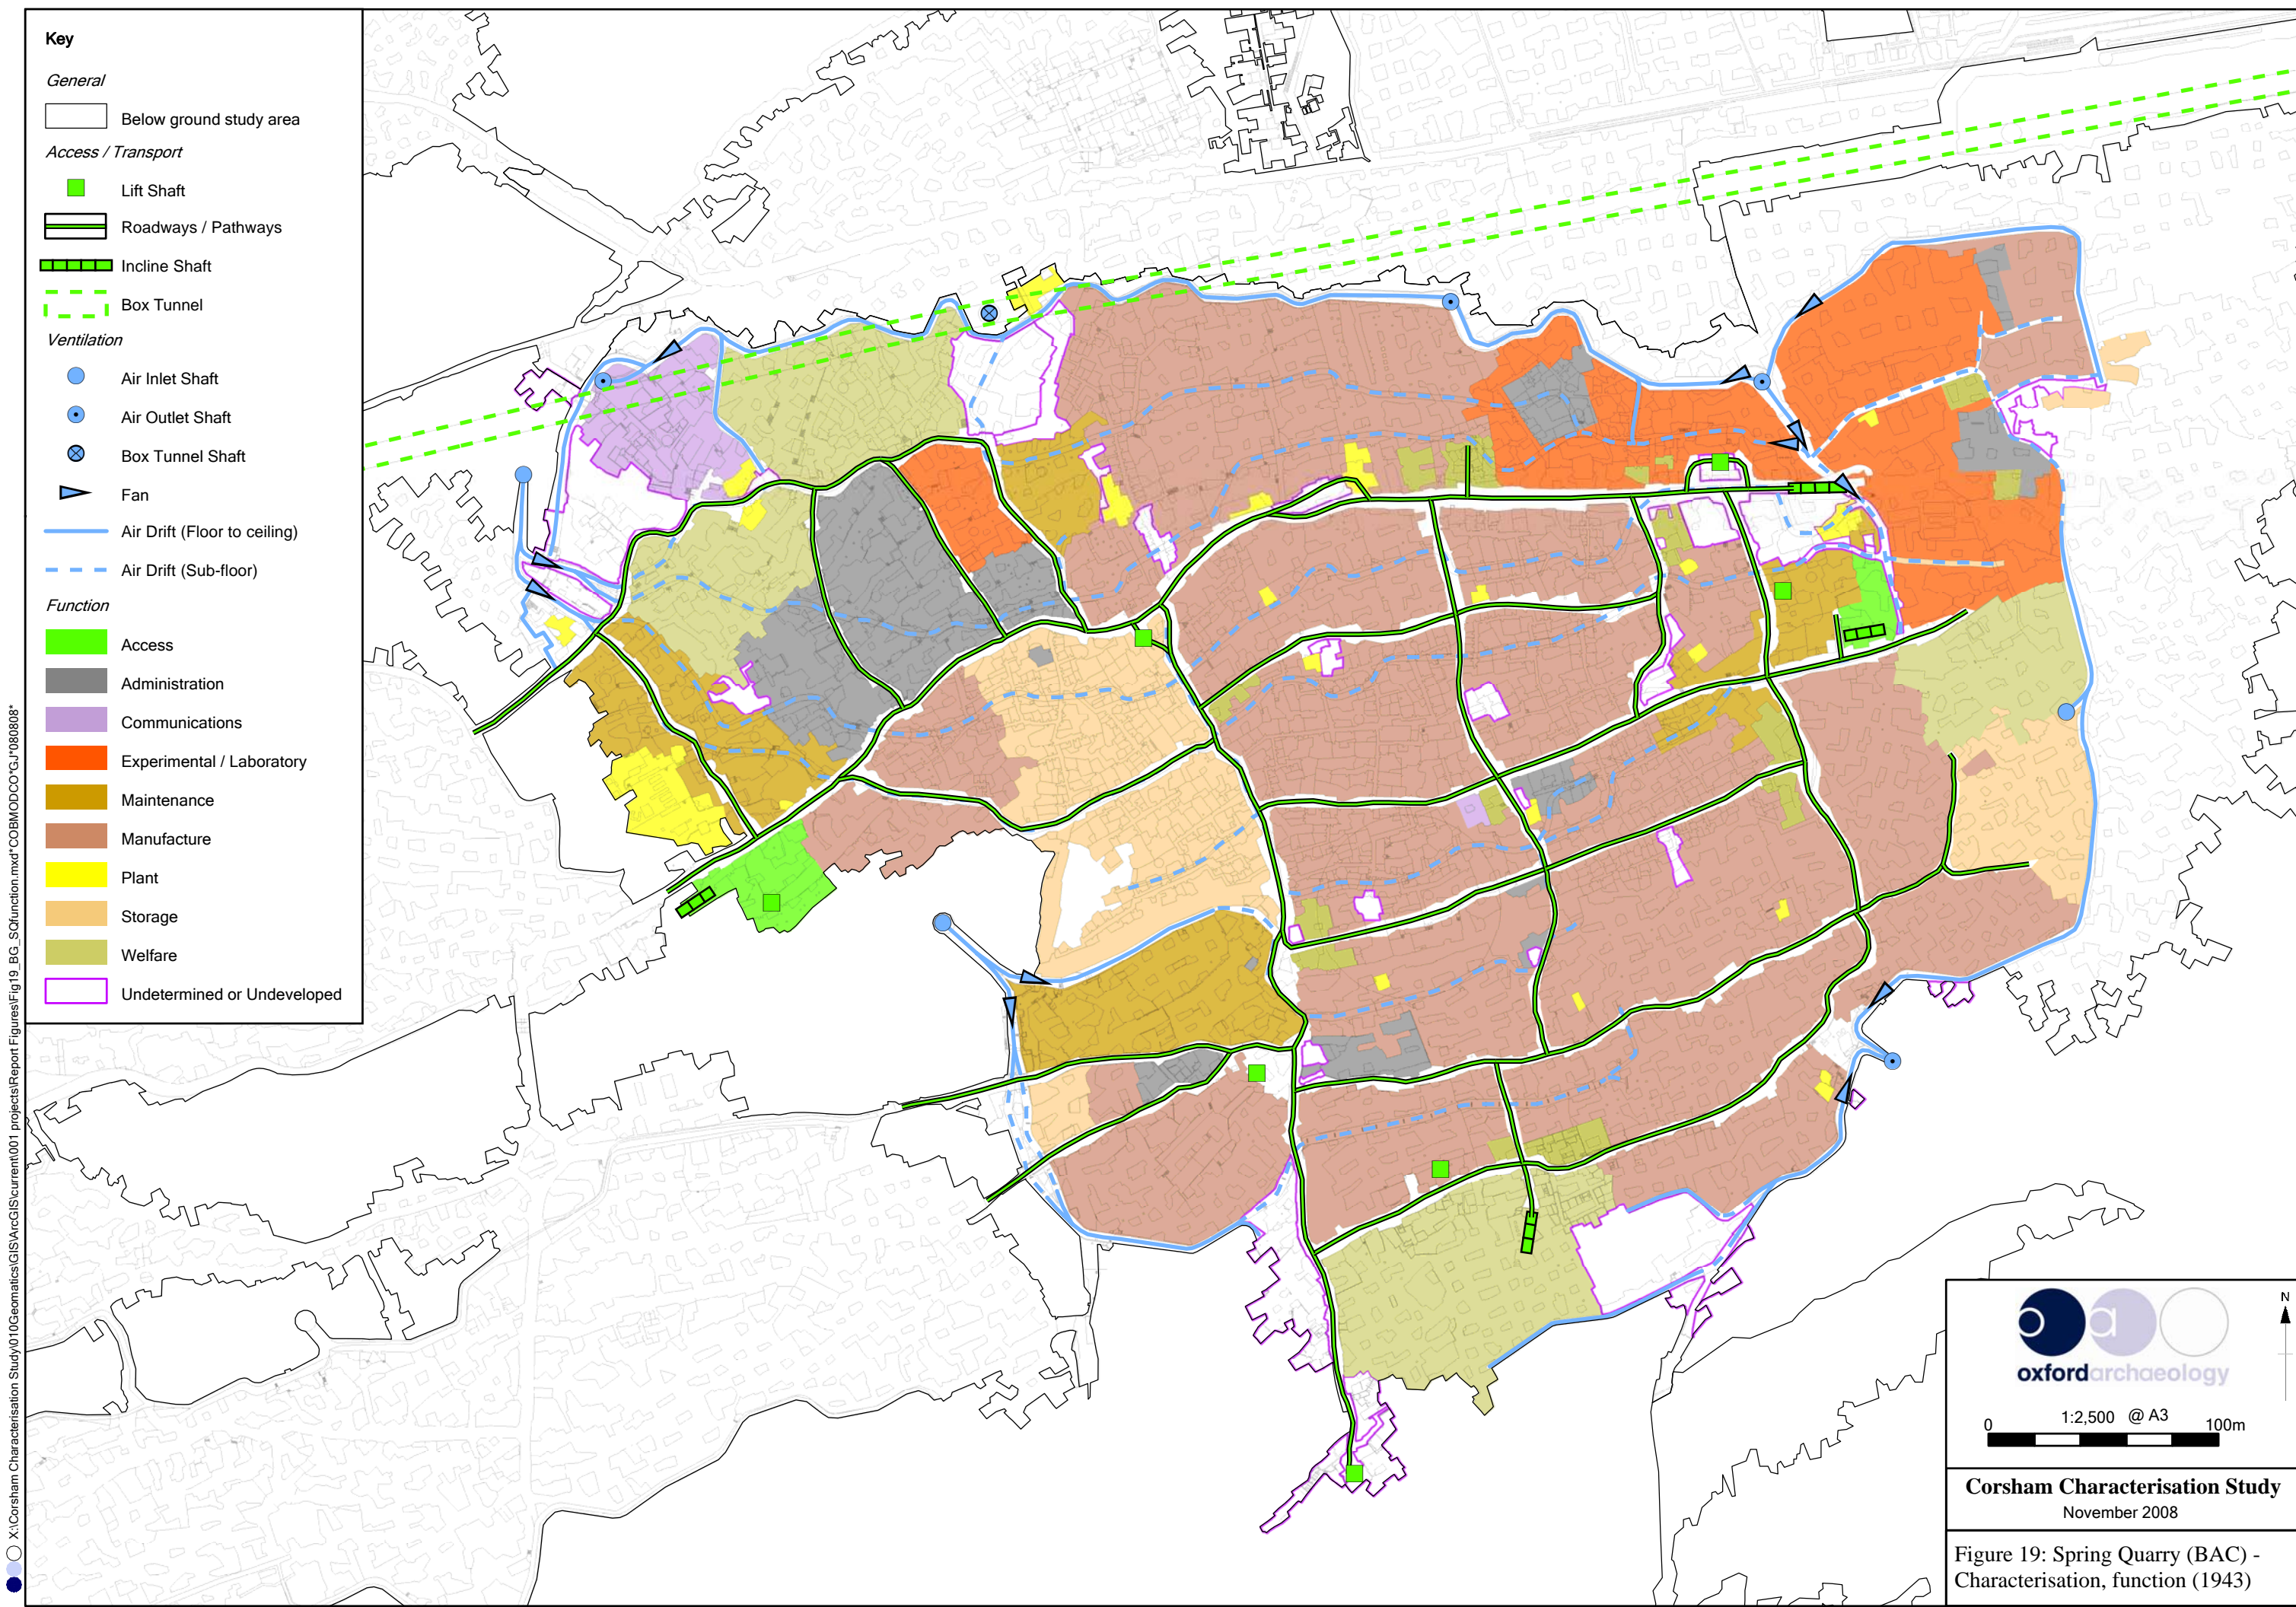 Key
General
Below ground study area
Access / Transport
Lift Shaft
Roadways / Pathways
Incline Shaft
Box Tunnel
Ventilation
Air Inlet Shaft
Air Outlet Shaft
Box Tunnel Shaft
Fan
Air Drift (Floor to ceiling)
Air Drift (Sub-floor)
Function
Access
Administration
Communications
Experimental / Laboratory
Maintenance
Manufacture
Plant
Storage
Welfare
Undetermined or Undeveloped
X:\Corsham Characterisation Study\010Geomatics\GIS\ArcGIS\current\001 projects\Report Figures\Fig19_BG_SQfunction.mxd*COBMODCO*GJ*080808*
N
oxfordarchaeology
0 1:2,500 @ A3 100m
Corsham Characterisation Study
November 2008
Figure 19: Spring Quarry (BAC) -
Characterisation, function (1943)